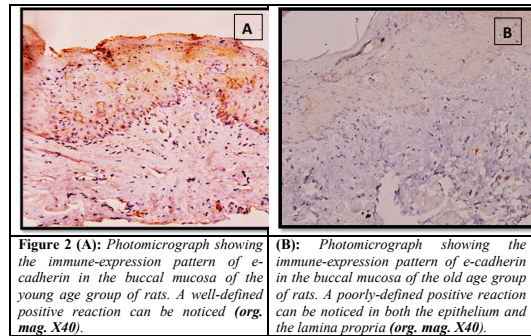 A
B
Figure 2 (A): Photomicrograph showing
the immune-expression pattern of e-
cadherin in the buccal mucosa of the
young age group of rats. A well-defined
positive reaction can be noticed (org.
mag. X40).
(B): Photomicrograph showing the
immune-expression pattern of e-cadherin
in the buccal mucosa of the old age group
of rats. A poorly-defined positive reaction
can be noticed in both the epithelium and
the lamina propria (org. mag. X40).